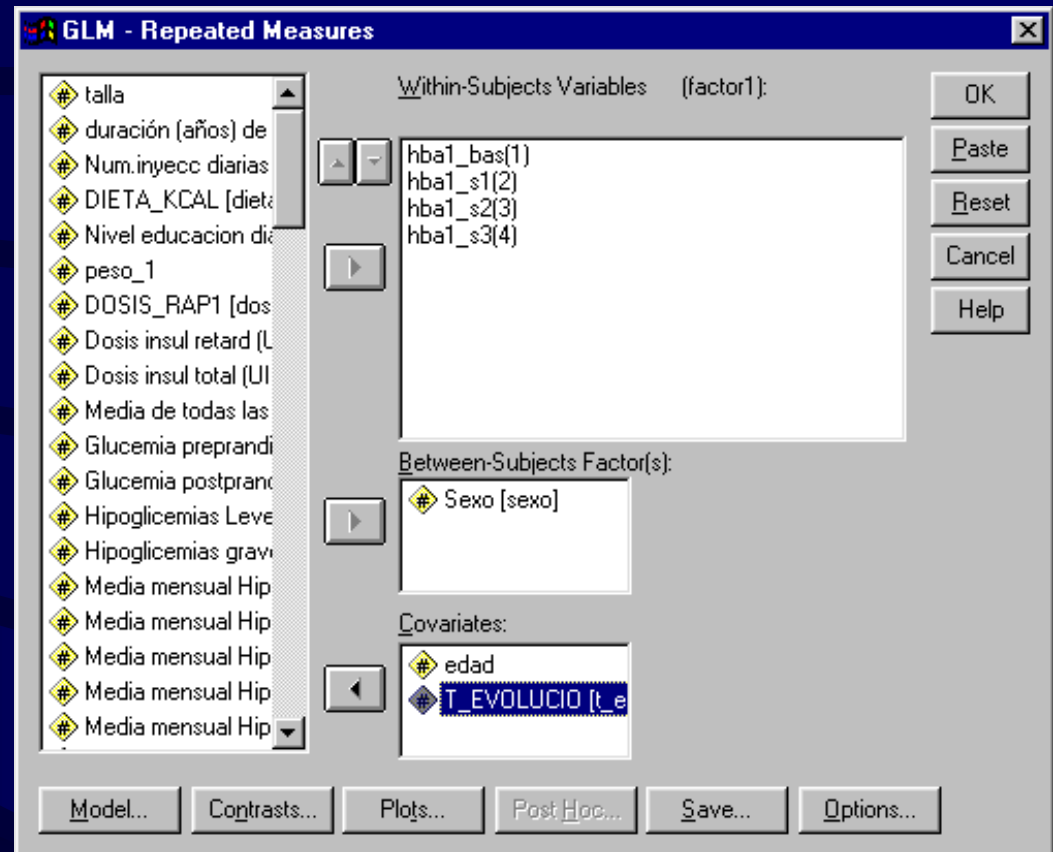 GLM - Repeated Measures
talla
duración (años) de
Num.inyecc diarias
DIETA_KCAL [dieta
Nivel educacion dia
peso_1
DOSIS_RAP1 [dos
Dosis insul retard (U
Dosis insul total (UI
Media de todas las
Glucemia preprandi
Glucemia postprand
Hipoglicemias Leve
Hipoglicemias grave
Media mensual Hip
Media mensual Hip
Media mensual Hip
Media mensual Hip
Media mensual Hip
Within-Subjects Variables (factor1):
hba1_bas(1)
hba1_s1(2)
hba1_s2(3)
hba1_s3(4)
Between-Subjects Factor(s):
Sexo [sexo]
Covariates:
edad
T_EVOLUCIO [t_e
OK
Paste
Reset
Cancel
Help
Model... Contrasts... Plots... Post Hoc... Save... Options...